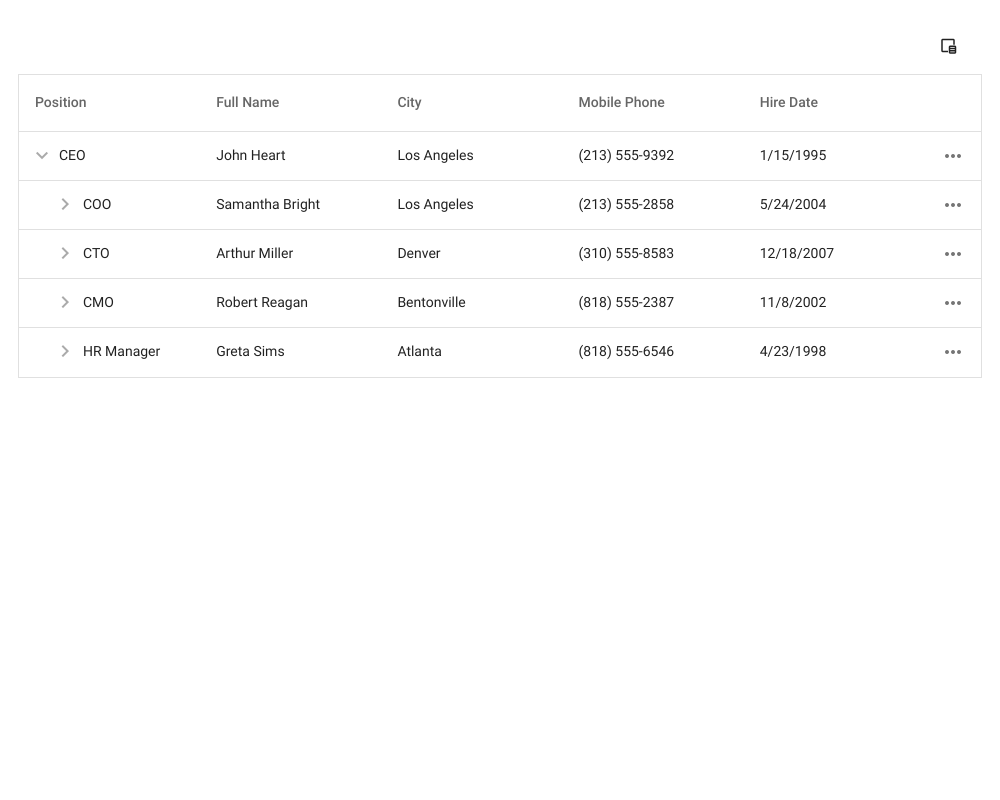 Position Full Name City Mobile Phone Hire Date
CEO John Heart Los Angeles (213) 555-9392 1/15/1995
COO Samantha Bright Los Angeles (213) 555-2858 5/24/2004
CTO Arthur Miller Denver (310) 555-8583 12/18/2007
CMO Robert Reagan Bentonville (818) 555-2387 11/8/2002
HR Manager Greta Sims Atlanta (818) 555-6546 4/23/1998